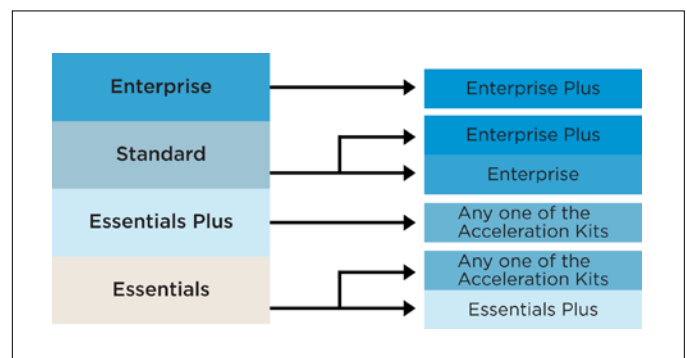 Enterprise
Enterprise Plus
Standard
Enterprise Plus
Enterprise
Essentials Plus
Any one of the
Acceleration Kits
Essentials
Any one of the
Acceleration Kits
Essentials Plus